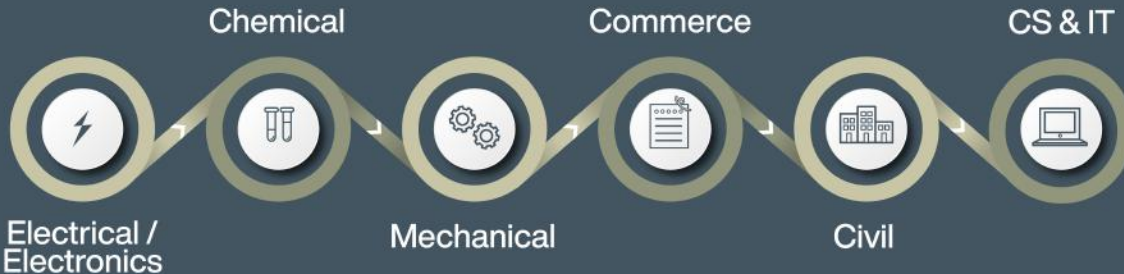 Chemical
Commerce
CS & IT
Electrical /
Electronics
Mechanical
Civil